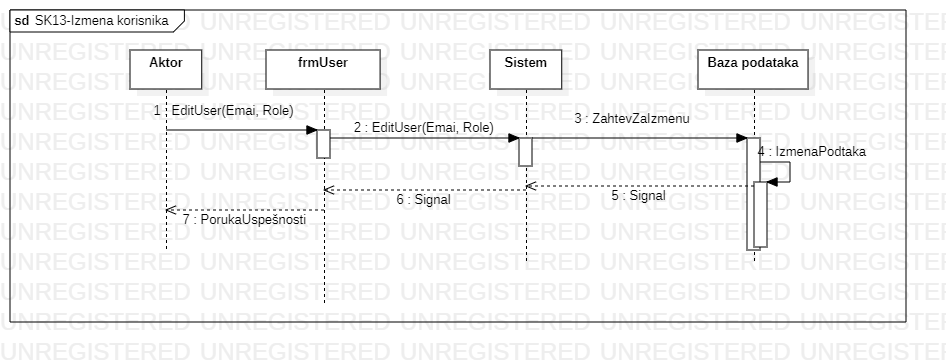 sd SK13-Izmena korisnika
Aktor
frmUser
Sistem
Baza podataka
1 : EditUser(Emai, Role)
2 : EditUser(Emai, Role)
3 : ZahtevZaIzmenu
4 : IzmenaPodtaka
5 : Signal
6 : Signal
7 : PorukaUspešnosti
UNREGISTERED